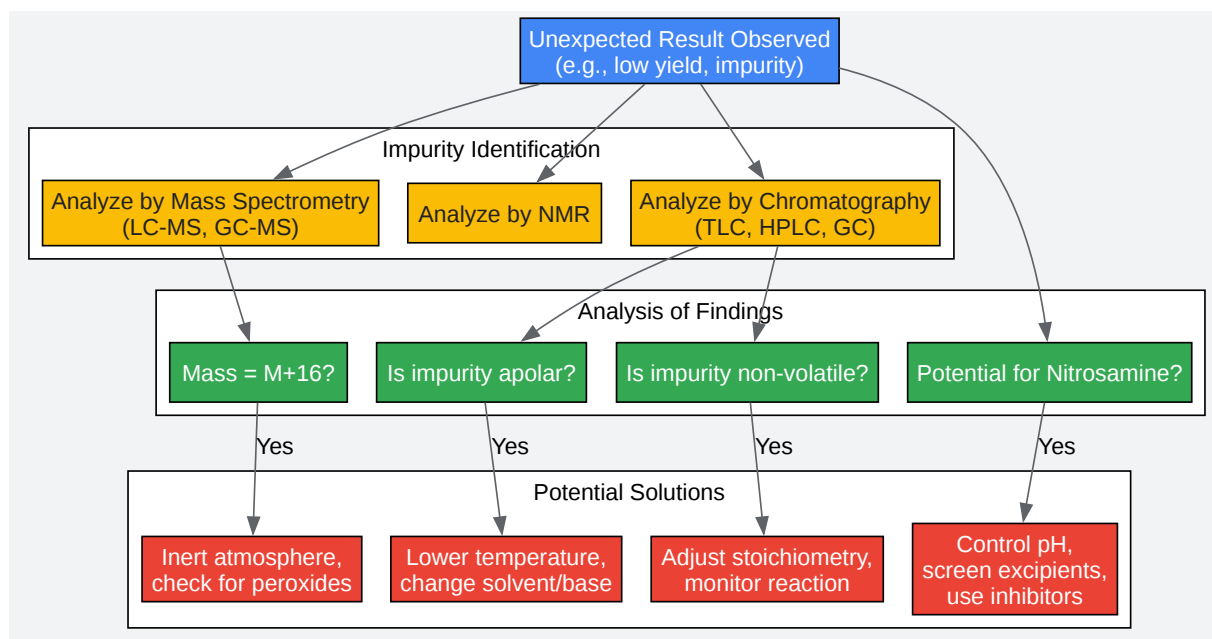 Unexpected Result Observed
(e.g., low yield, impurity)
Impurity Identification
Analyze by Mass Spectrometry
(LC-MS, GC-MS)
Analyze by NMR
Analyze by Chromatography
(TLC, HPLC, GC)
Analysis of Findings
Mass = M+16?
Is impurity apolar?
Is impurity non-volatile?
Potential for Nitrosamine?
Yes
Yes
Yes
Yes
Potential Solutions
Inert atmosphere,
check for peroxides
Lower temperature,
change solvent/base
Adjust stoichiometry,
monitor reaction
Control pH,
screen excipients,
use inhibitors